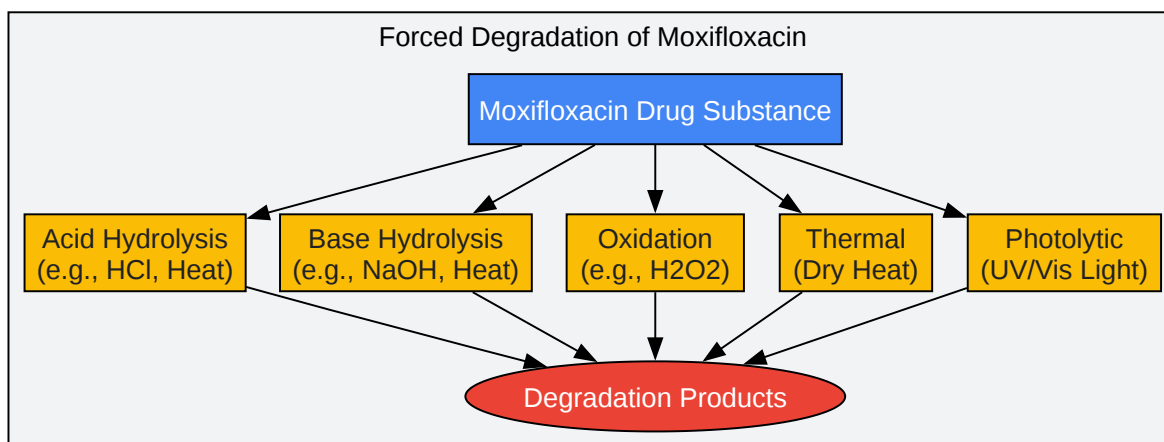 Forced Degradation of Moxifloxacin
Moxifloxacin Drug Substance
Acid Hydrolysis
(e.g., HCl, Heat)
Base Hydrolysis
(e.g., NaOH, Heat)
Oxidation
(e.g., H2O2)
Thermal
(Dry Heat)
Photolytic
(UV/Vis Light)
Degradation Products